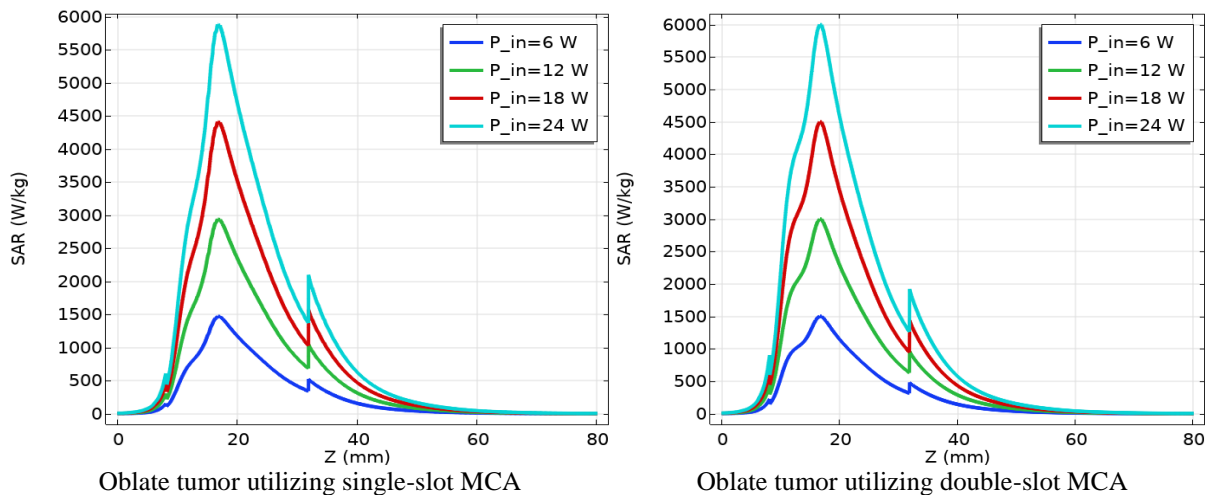 6000
5500
5000
4500
4000
3500
3000
2500
2000
1500
1000
500
0
SAR (W/kg)
P_in=6 W
P_in=12 W
P_in=18 W
P_in=24 W
0 20 40 60 80
Z (mm)
Oblate tumor utilizing single-slot MCA
6000
5500
5000
4500
4000
3500
3000
2500
2000
1500
1000
500
0
SAR (W/kg)
P_in=6 W
P_in=12 W
P_in=18 W
P_in=24 W
0 20 40 60 80
Z (mm)
Oblate tumor utilizing double-slot MCA